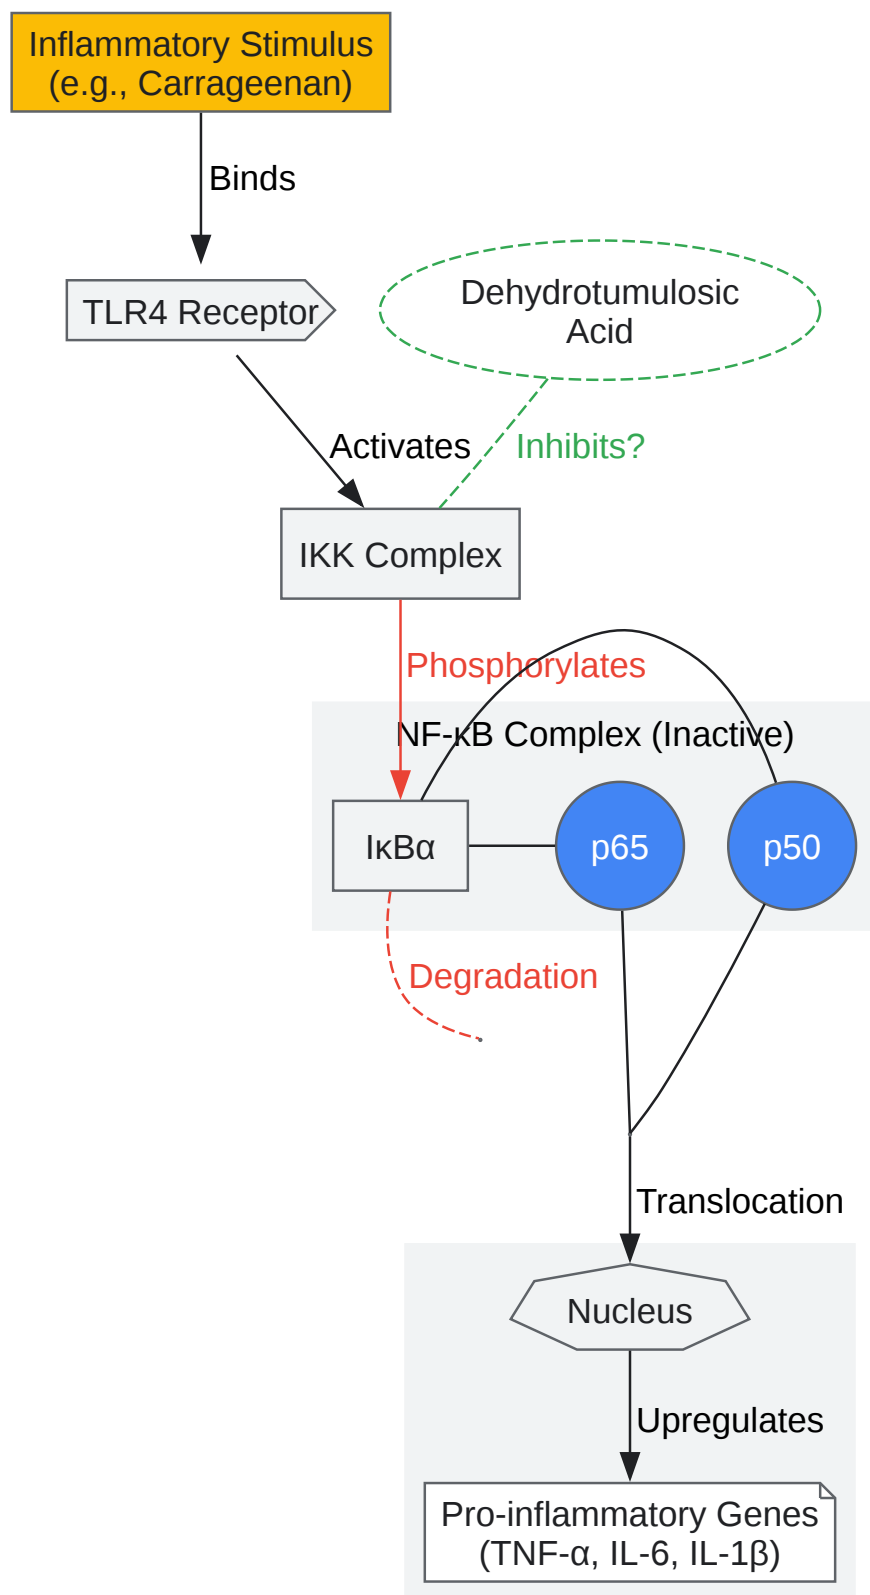 Inflammatory Stimulus
(e.g., Carrageenan)
Binds
TLR4 Receptor
Dehydrotumulosic
Acid
Activates
Inhibits?
IKK Complex
Phosphorylates
NF-κB Complex (Inactive)
IκBα
p65
p50
Degradation
Translocation
Nucleus
Upregulates
Pro-inflammatory Genes
(TNF-α, IL-6, IL-1β)